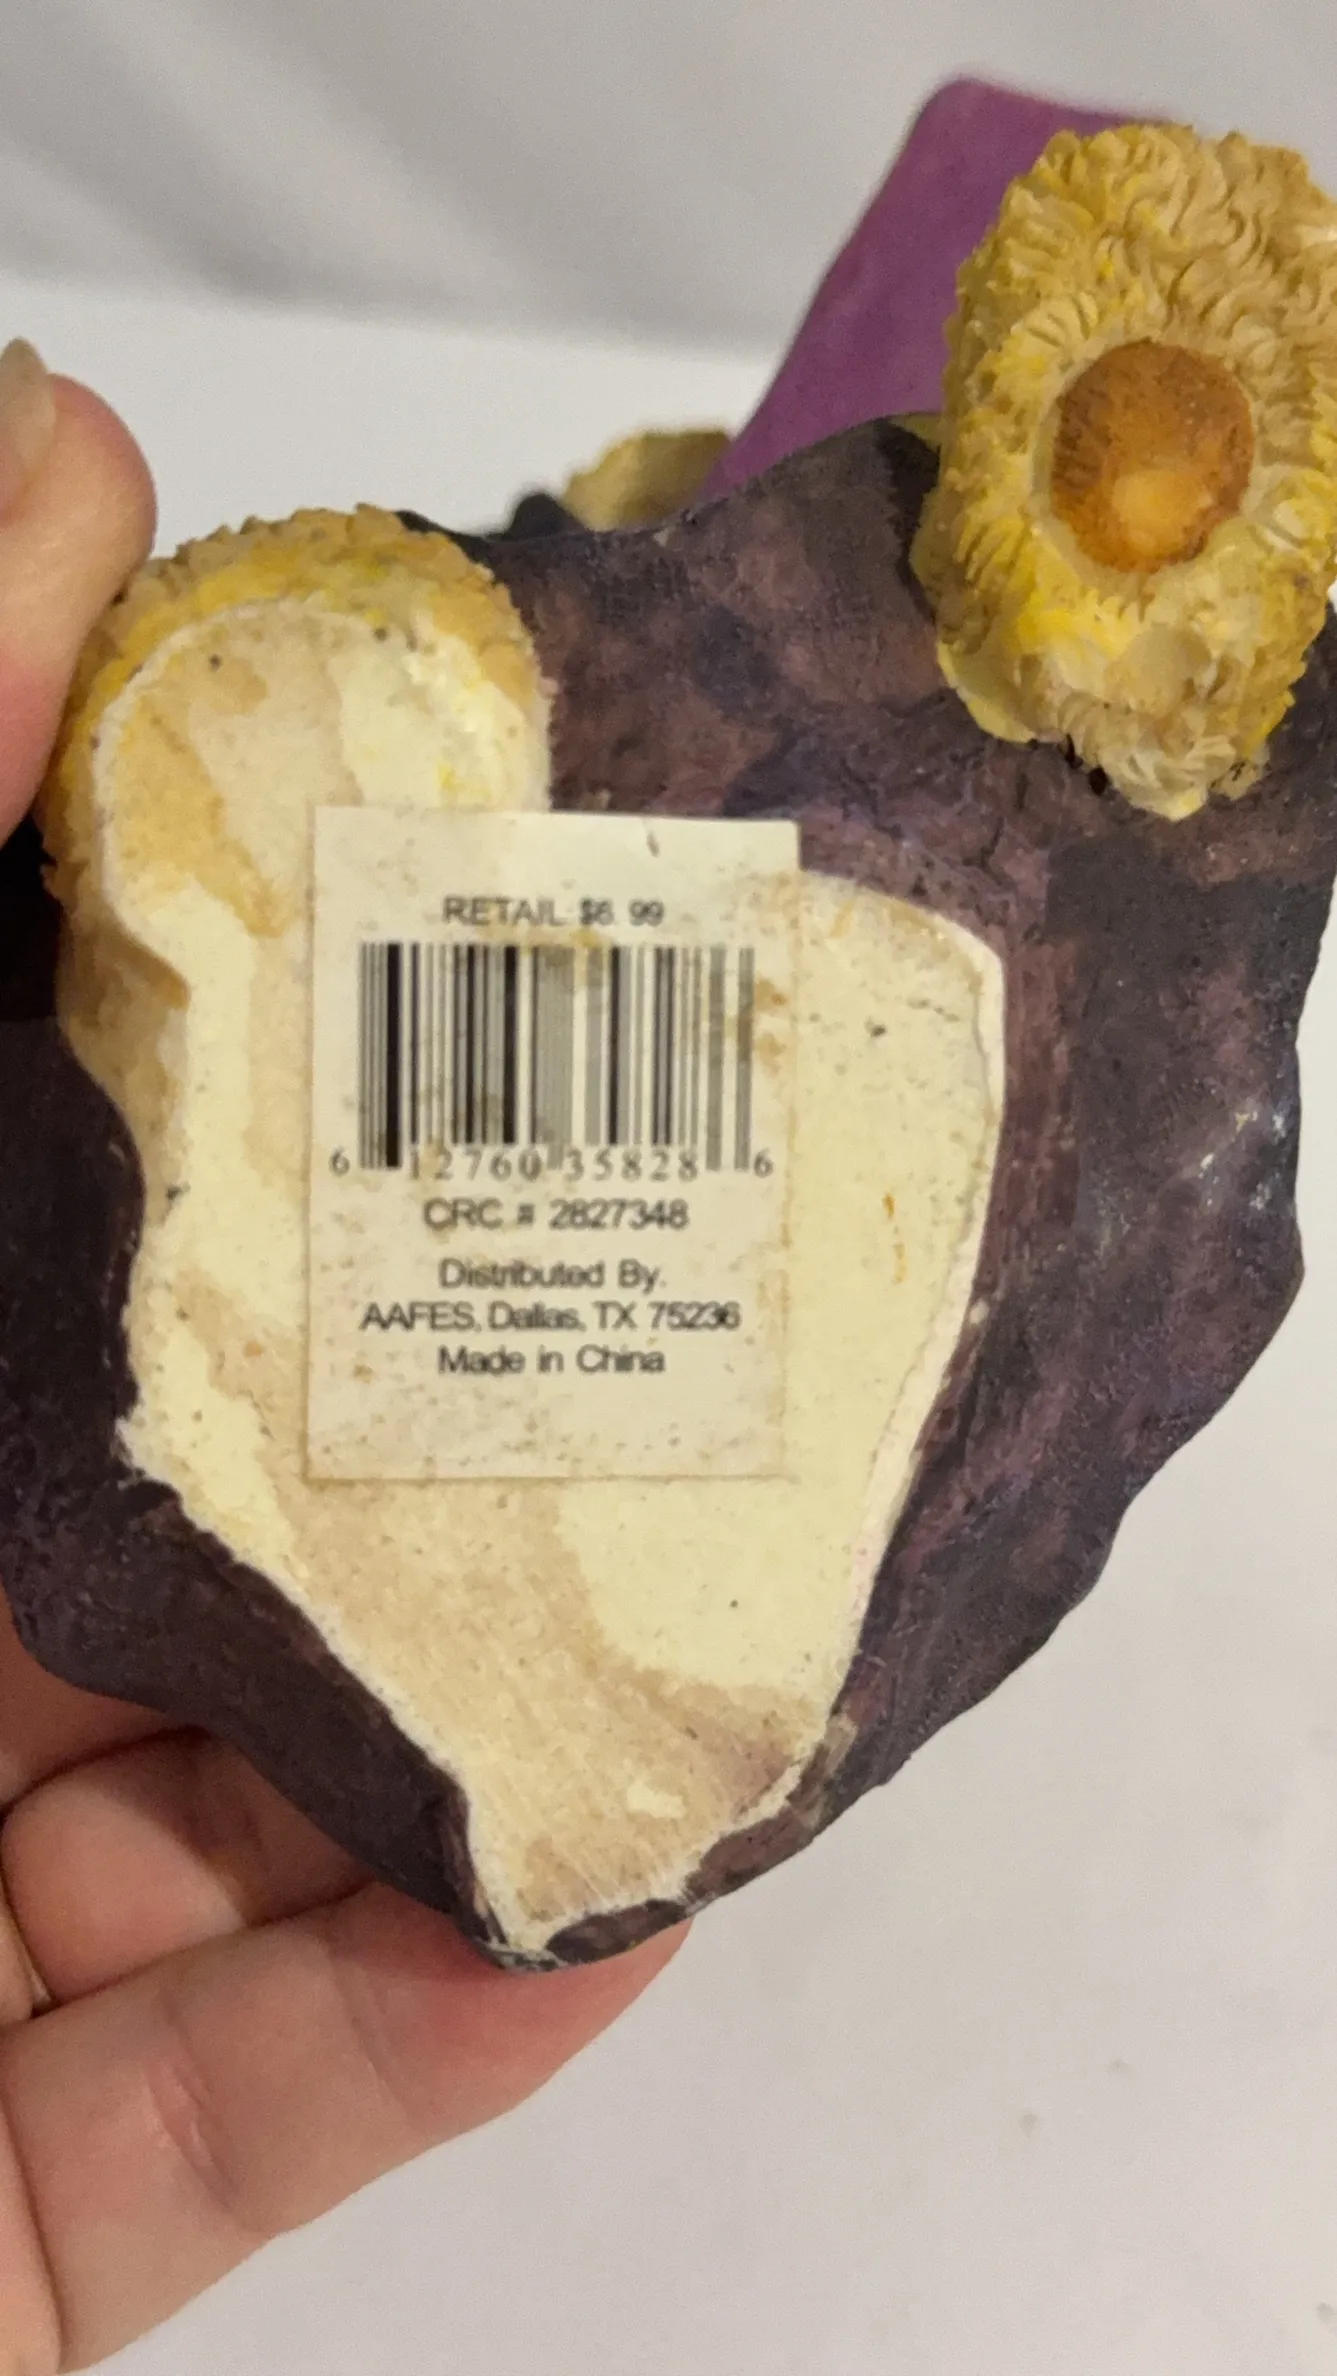 RETAIL $6.99
6 12760 35828 6
CRC # 2827348
Distributed By.
AAFES, Dallas, TX 75236
Made in China